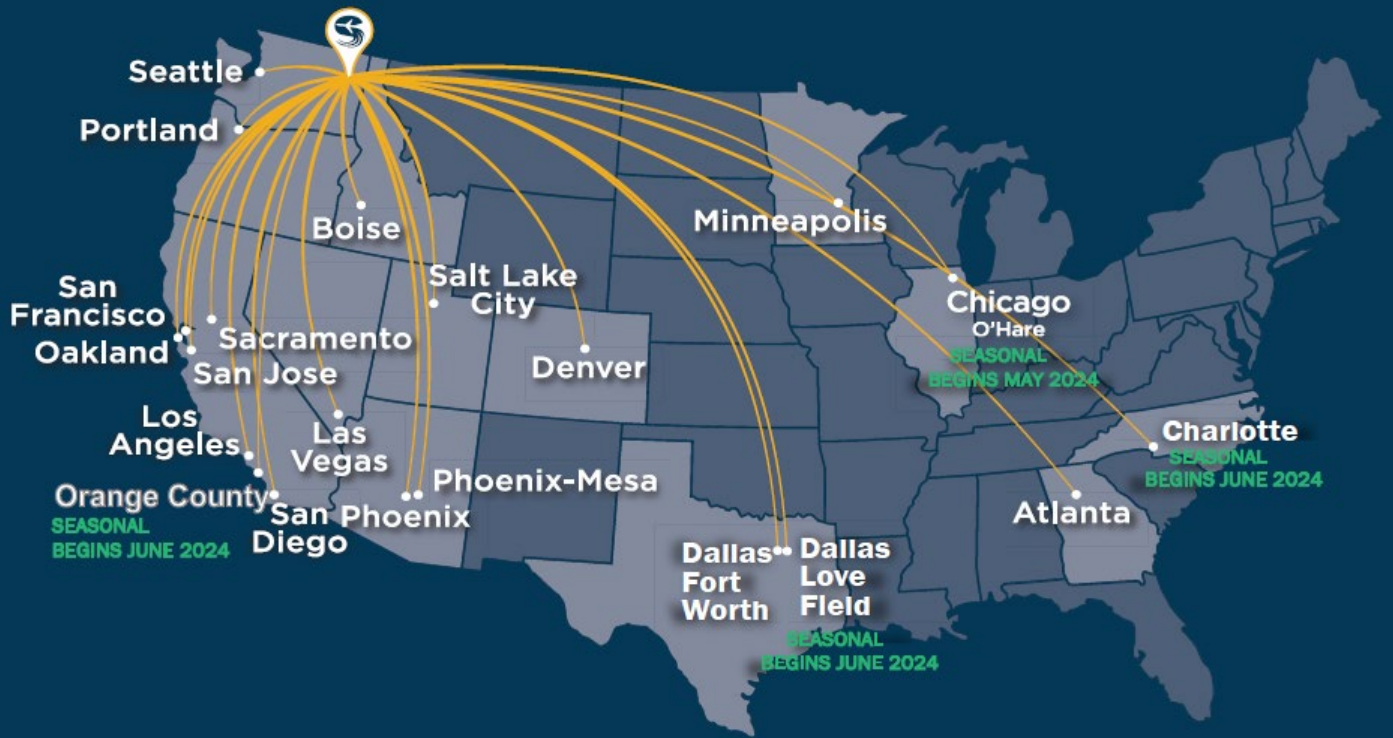 Seattle
Portland
Boise
Minneapolis
San
Francisco
Oakland
Sacramento
San Jose
Salt Lake
City
Denver
Chicago
O'Hare
SEASONAL
BEGINS MAY 2024
Los
Angeles
Las
Vegas
Orange County
SEASONAL
BEGINS JUNE 2024
San
Diego
Phoenix
Phoenix-Mesa
Dallas
Fort
Worth
Dallas
Love
Field
SEASONAL
BEGINS JUNE 2024
Charlotte
SEASONAL
BEGINS JUNE 2024
Atlanta